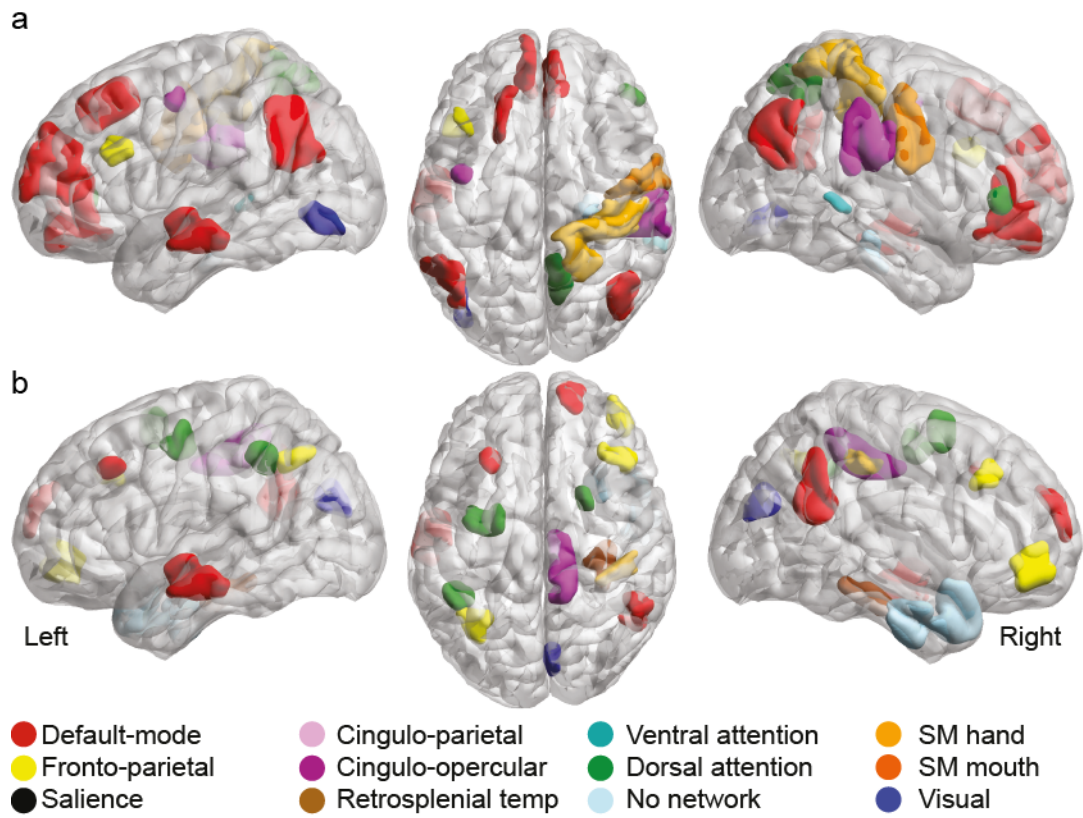 a
b
Left
Right
Default-mode
Cingulo-parietal
Ventral attention
SM hand
Fronto-parietal
Cingulo-opercular
Dorsal attention
SM mouth
Salience
Retrosplenial temp
No network
Visual